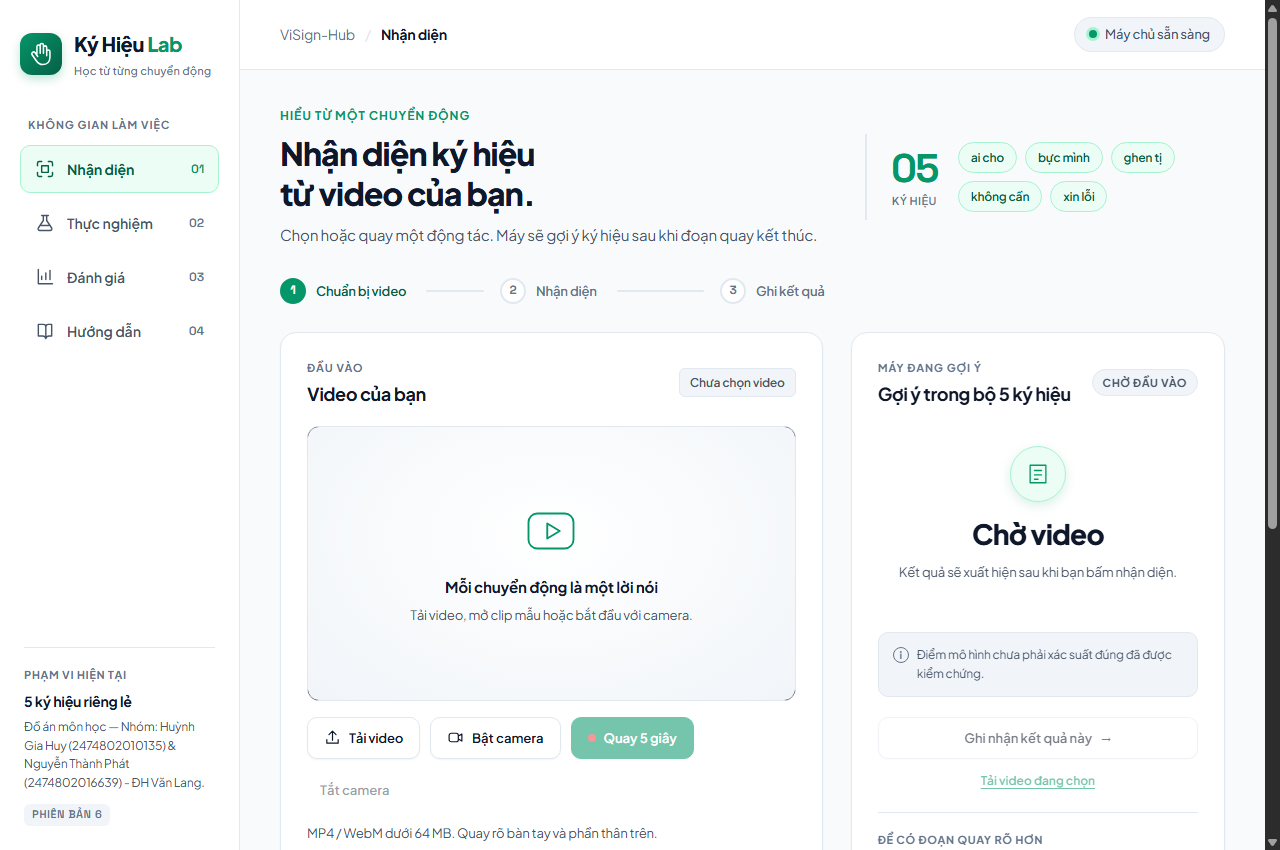 Ký Hiệu Lab
Học từ từng chuyển động
KHÔNG GIAN LÀM VIỆC
Nhận diện 01
Thực nghiệm 02
Đánh giá 03
Hướng dẫn 04
PHẠM VI HIỆN TẠI
5 ký hiệu riêng lẻ
Đồ án môn học — Nhóm: Huỳnh
Gia Huy (2474802010135) &
Nguyễn Thành Phát
(2474802016639) - ĐH Văn Lang.
PHIÊN BẢN 6
ViSign-Hub / Nhận diện
Máy chủ sẵn sàng
HIỂU TỪ MỘT CHUYỂN ĐỘNG
Nhận diện ký hiệu
từ video của bạn.
Chọn hoặc quay một động tác. Máy sẽ gợi ý ký hiệu sau khi đoạn quay kết thúc.
05
KÝ HIỆU
ai cho
bực mình
ghen tị
không cần
xin lỗi
1 Chuẩn bị video
2 Nhận diện
3 Ghi kết quả
ĐẦU VÀO
Video của bạn
Chưa chọn video
Mỗi chuyển động là một lời nói
Tải video, mở clip mẫu hoặc bắt đầu với camera.
Tải video
Bật camera
Quay 5 giây
Tắt camera
MP4 / WebM dưới 64 MB. Quay rõ bàn tay và phần thân trên.
MÁY ĐANG GỢI Ý
Gợi ý trong bộ 5 ký hiệu
CHỜ ĐẦU VÀO
Chờ video
Kết quả sẽ xuất hiện sau khi bạn bấm nhận diện.
Điểm mô hình chưa phải xác suất đúng đã được
kiểm chứng.
Ghi nhận kết quả này →
Tải video đang chọn
ĐỂ CÓ ĐOẠN QUAY RÕ HƠN